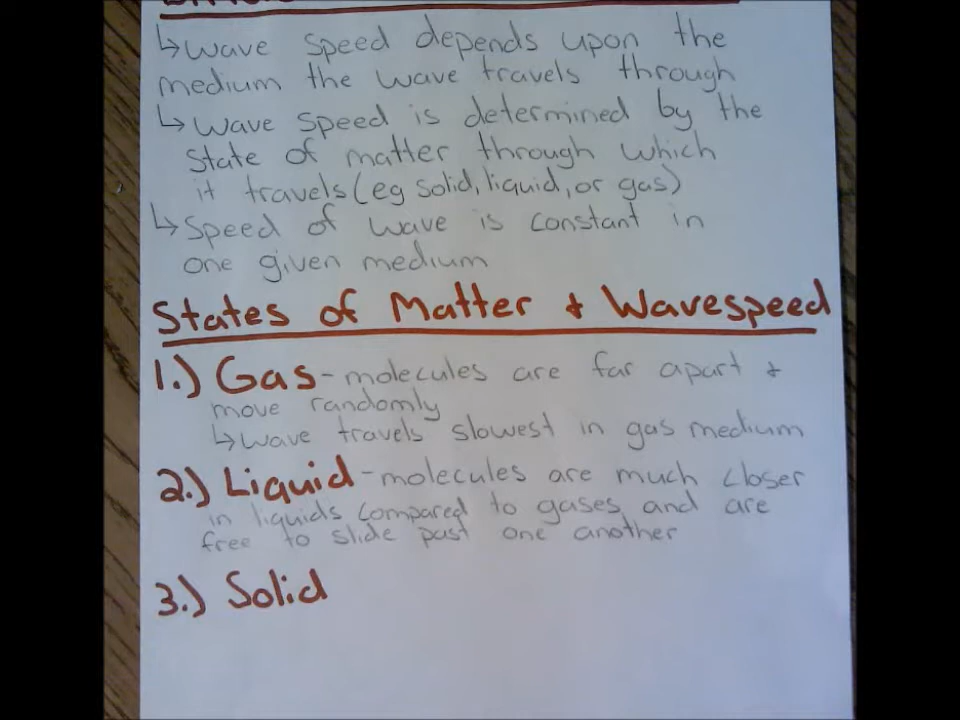 ↳ Wave speed depends upon the
medium the wave travels through
↳ Wave speed is determined by the
State of matter through which
it travels (eg solid, liquid, or gas)
↳ Speed of wave is constant in
one given medium
States of Matter & Wavespeed
1.) Gas - molecules are far apart &
move randomly
↳ Wave travels slowest in gas medium
2.) Liquid - molecules are much closer
in liquids compared to gases and are
free to slide past one another
3.) Solid